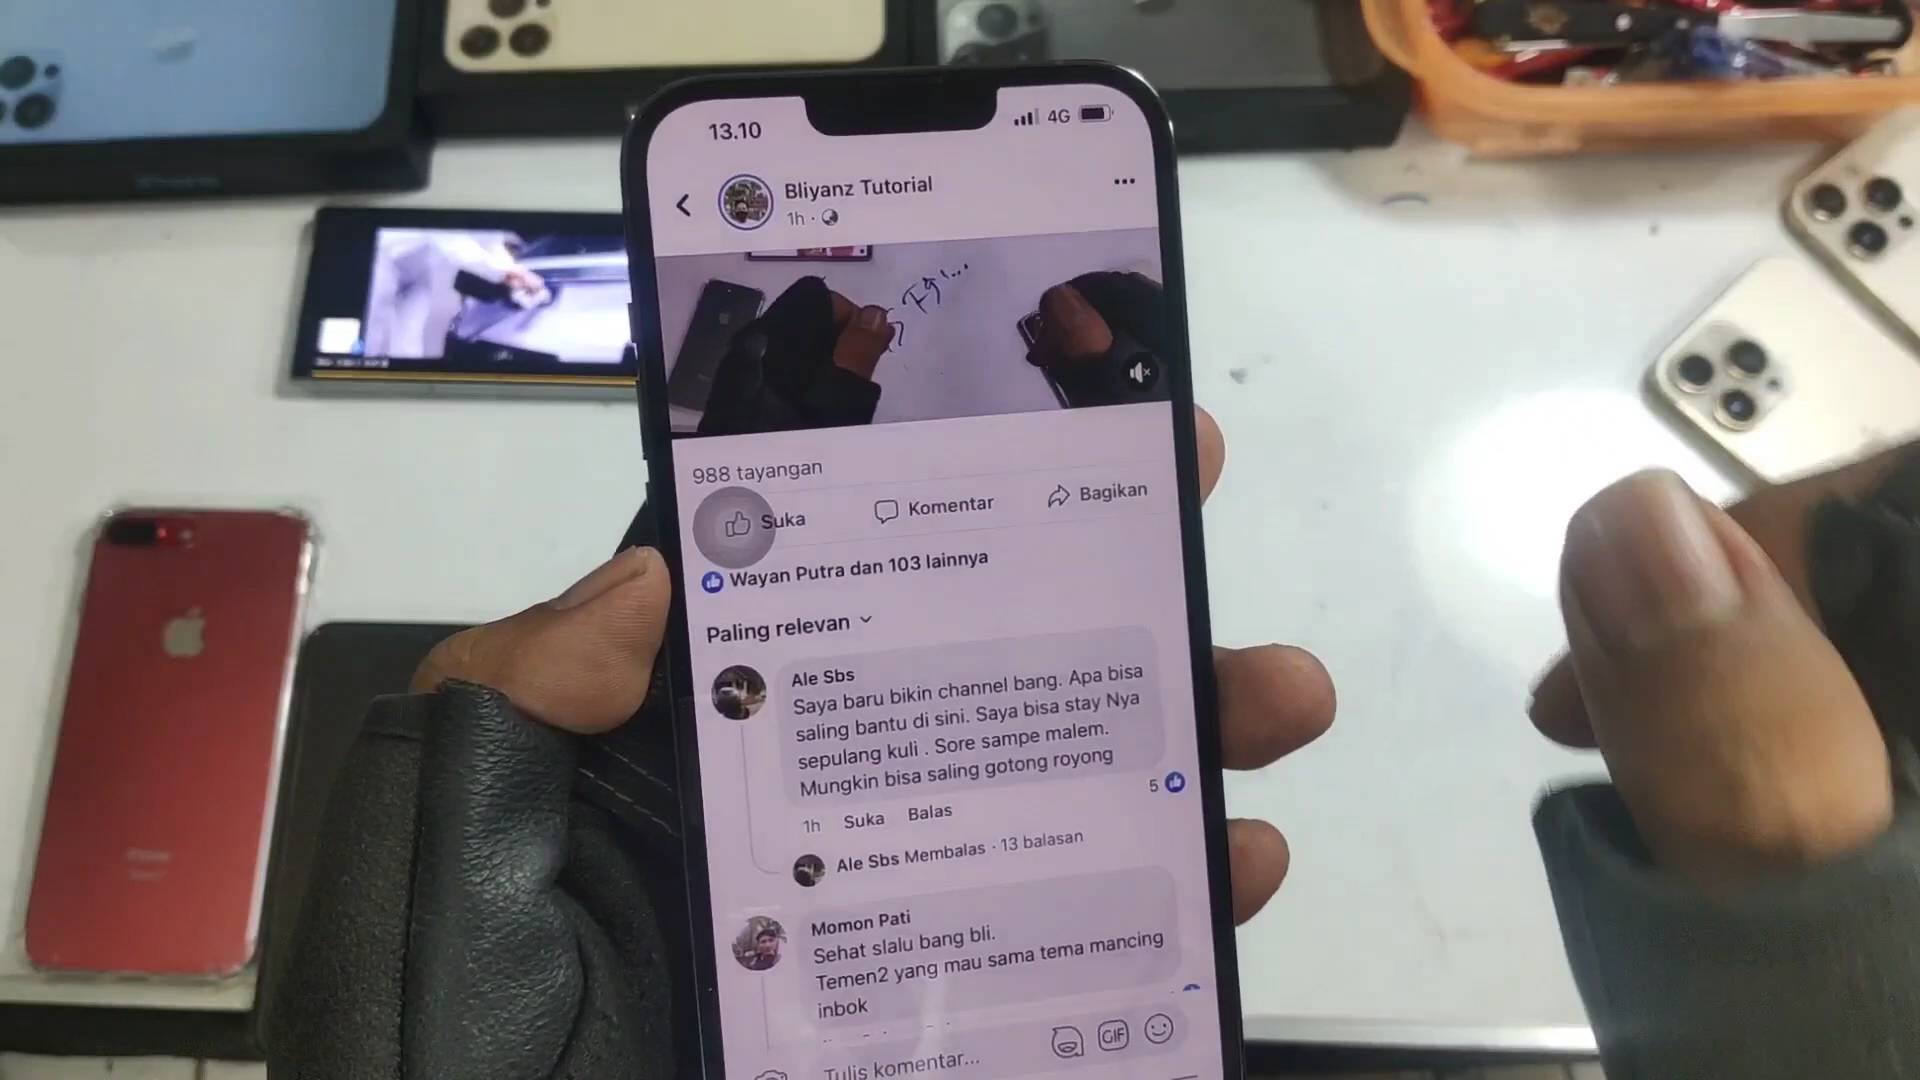 13.10
4G
Bliyanz Tutorial
1h ·
988 tayangan
Suka
Komentar
Bagikan
Wayan Putra dan 103 lainnya
Paling relevan
Ale Sbs
Saya baru bikin channel bang. Apa bisa
saling bantu di sini. Saya bisa stay Nya
sepulang kuli . Sore sampe malem.
Mungkin bisa saling gotong royong
1h Suka Balas
5
Ale Sbs Membalas · 13 balasan
Momon Pati
Sehat slalu bang bli.
Temen2 yang mau sama tema mancing
inbok
Tulis komentar...
GIF